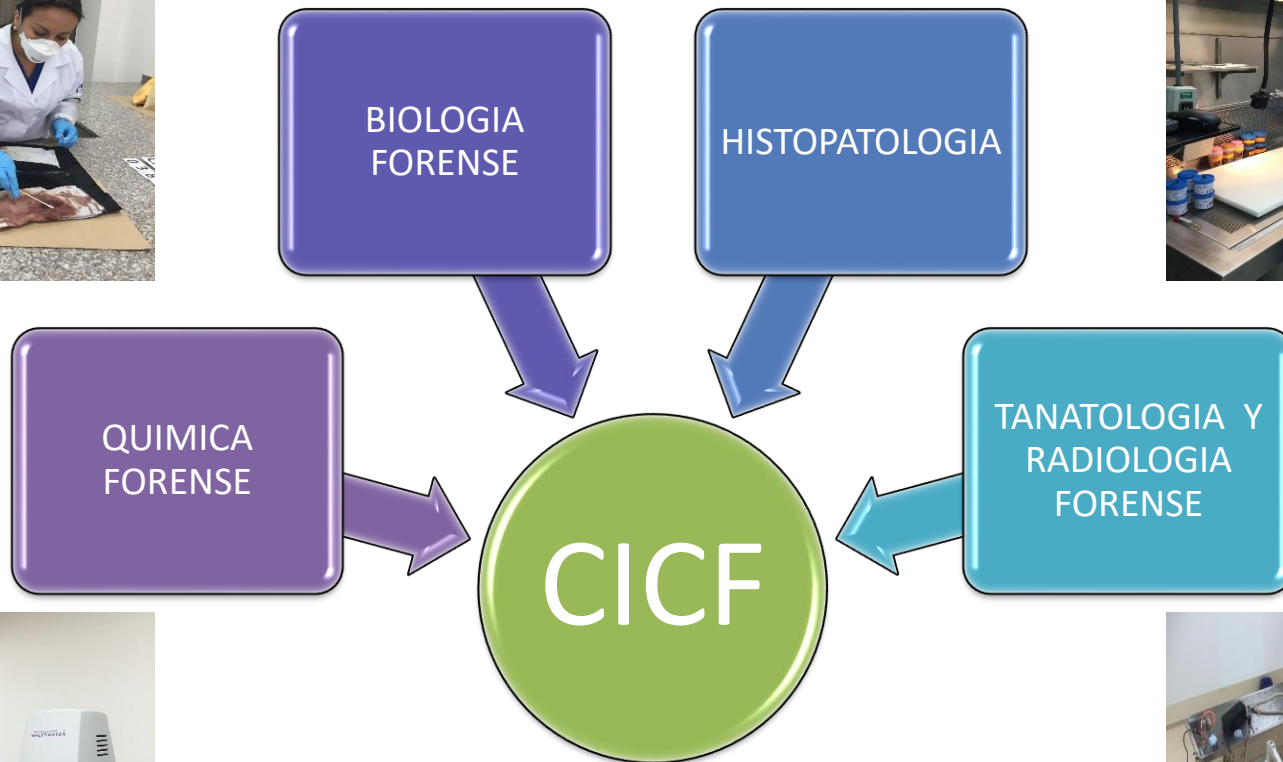 BIOLOGIA
FORENSE
HISTOPATOLOGIA
QUIMICA
FORENSE
TANATOLOGIA Y
RADIOLOGIA
FORENSE
CICF